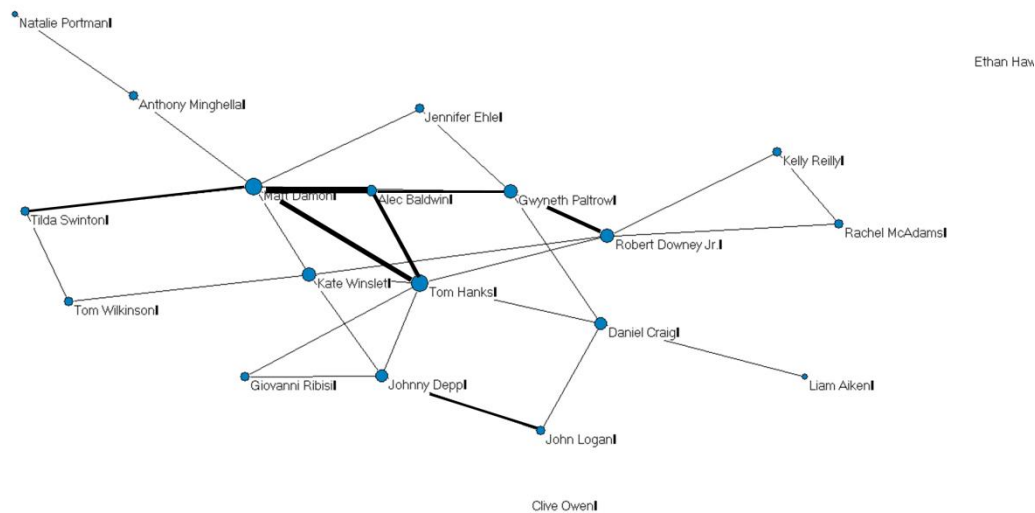 Natalie Portman
Ethan Haw
Anthony Minghella
Jennifer Ehle
Kelly Reilly
Matt Damon
Alec Baldwin
Gwyneth Paltrow
Tilda Swinton
Rachel McAdams
Robert Downey Jr.
Kate Winslet
Tom Hanks
Tom Wilkinson
Daniel Craig
Giovanni Ribisi
Johnny Depp
Liam Aiken
John Logan
Clive Owen